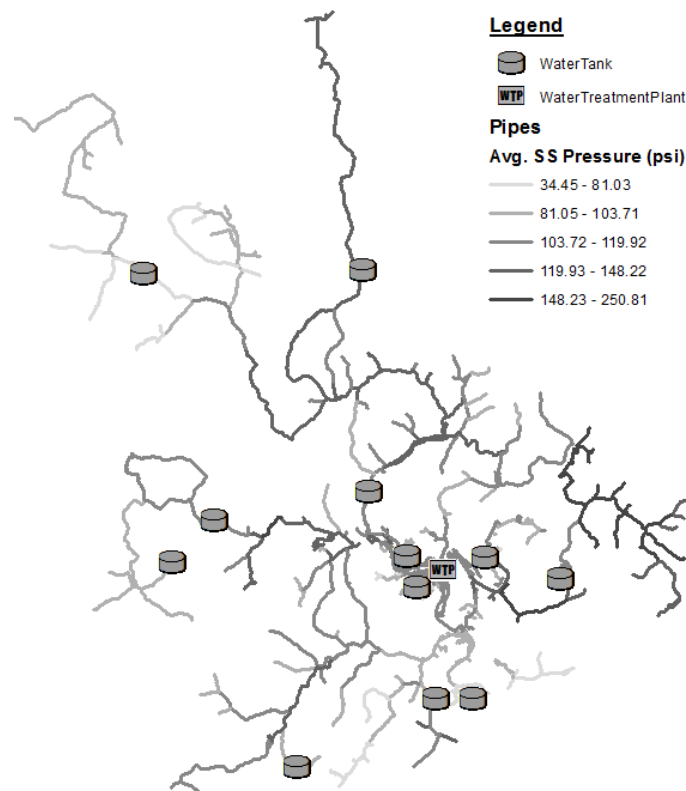 Legend
WaterTank
WTP WaterTreatmentPlant
Pipes
Avg. SS Pressure (psi)
34.45 - 81.03
81.05 - 103.71
103.72 - 119.92
119.93 - 148.22
148.23 - 250.81
WTP